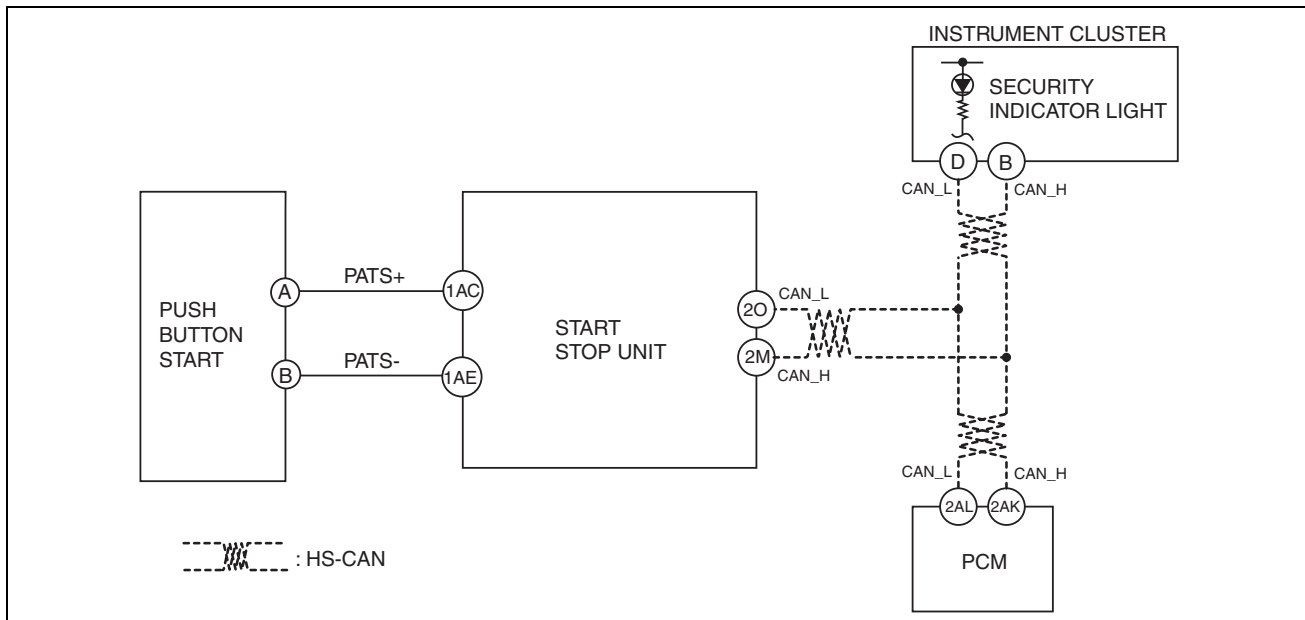 INSTRUMENT CLUSTER
SECURITY
INDICATOR LIGHT
D
B
CAN_L
CAN_H
PUSH
BUTTON
START
A
PATS+
1AC
B
PATS-
1AE
START
STOP UNIT
2O
CAN_L
2M
CAN_H
CAN_L
CAN_H
2AL
2AK
PCM
: HS-CAN